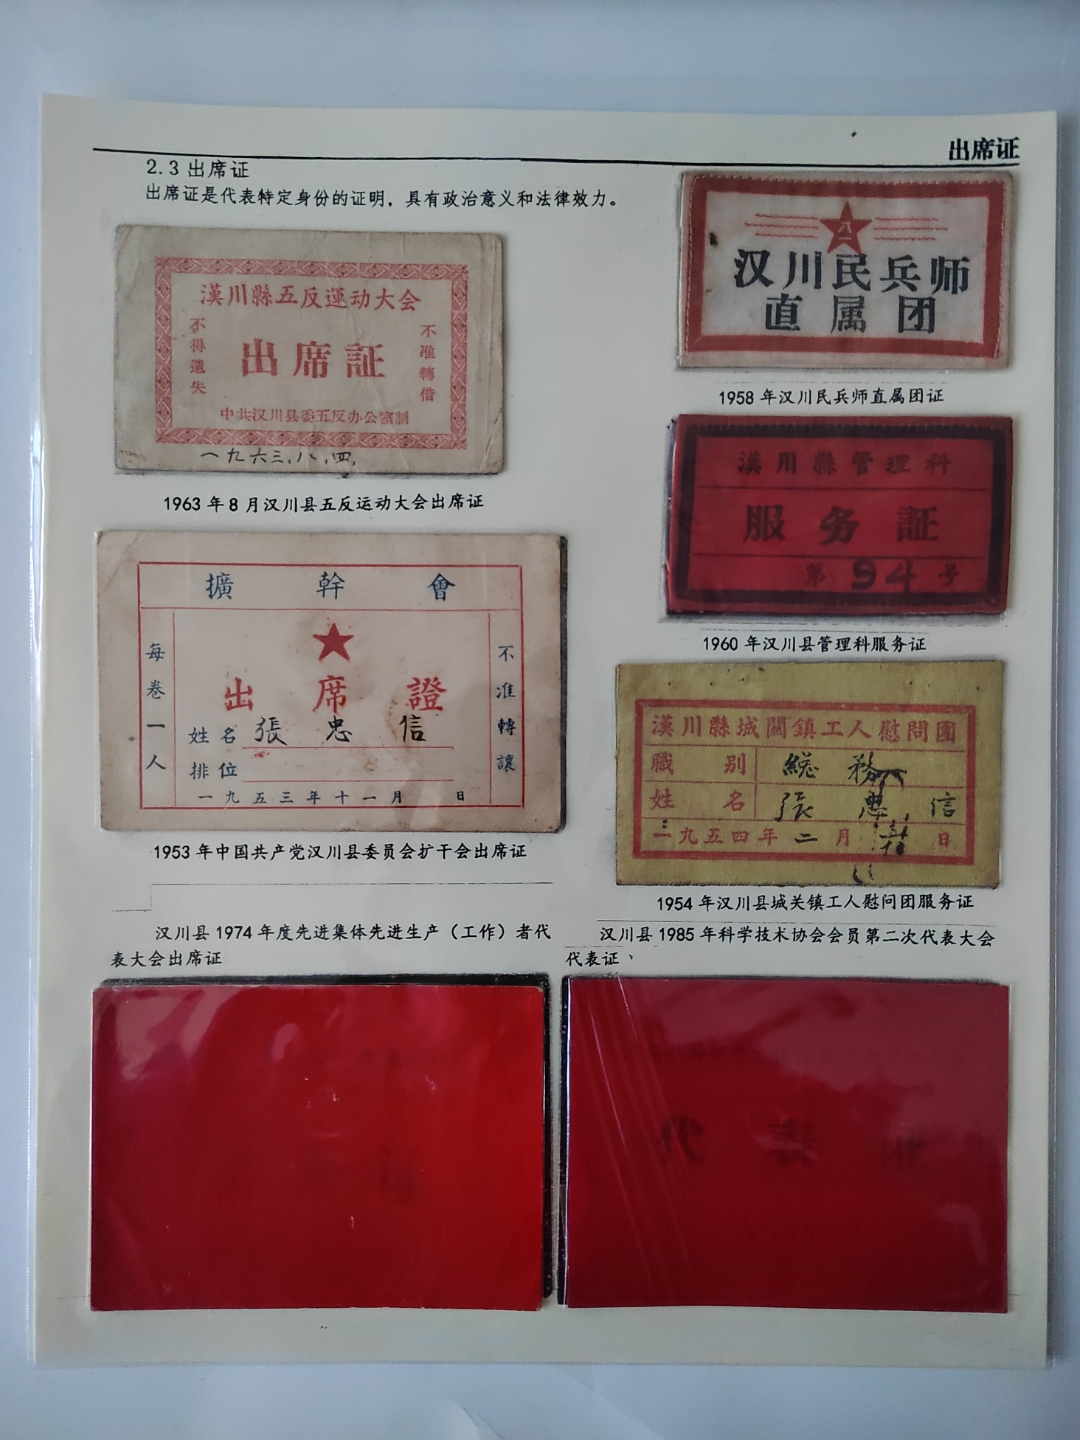 出席证
2.3 出席证
出席证是代表特定身份的证明，具有政治意义和法律效力。
漢川縣五反運动大会
不得遗失
出席証
不准轉借
中共汉川县委五反办公室制
一九六三.八.四.
1963 年 8 月汉川县五反运动大会出席证
八一
汉川民兵师
直属团
1958 年汉川民兵师直属团证
漢川縣管理科
服务証
第 94 号
1960 年汉川县管理科服务证
擴幹會
每卷一人
出席證
不准轉讓
姓名 張忠信
排位
一九五三年十一月 日
1953 年中国共产党汉川县委员会扩干会出席证
漢川縣城關鎮工人慰問團
職别 總務
姓名 張忠信
一九五四年二月 日
1954 年汉川县城关镇工人慰问团服务证
汉川县 1974 年度先进集体先进生产（工作）者代
表大会出席证
汉川县 1985 年科学技术协会会员第二次代表大会
代表证